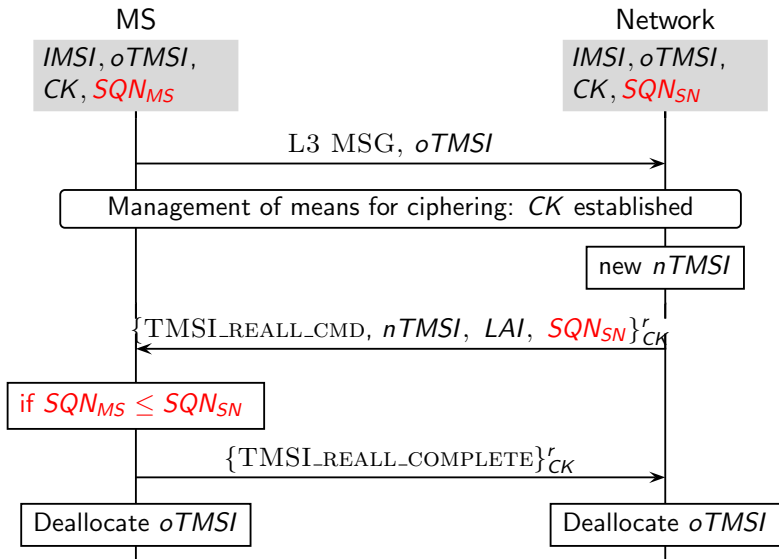 MS
Network
IMSI, oTMSI,
CK, SQN_MS
IMSI, oTMSI,
CK, SQN_SN
L3 MSG, oTMSI
Management of means for ciphering: CK established
new nTMSI
{TMSI_REALL_CMD, nTMSI, LAI, SQN_SN}^r_CK
if SQN_MS ≤ SQN_SN
{TMSI_REALL_COMPLETE}^r_CK
Deallocate oTMSI
Deallocate oTMSI